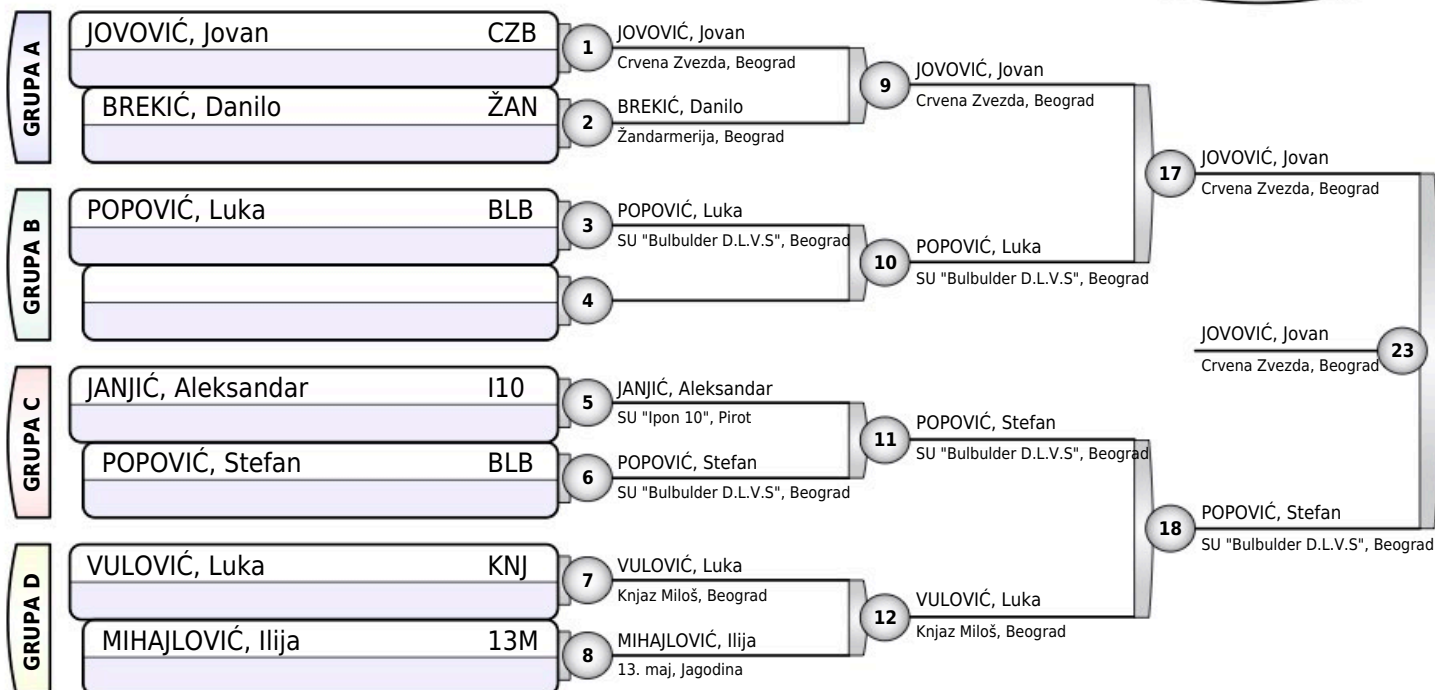 GRUPA A
JOVOVIĆ, Jovan CZB
BREKIĆ, Danilo ŽAN
GRUPA B
POPOVIĆ, Luka BLB
GRUPA C
JANJIĆ, Aleksandar I10
POPOVIĆ, Stefan BLB
GRUPA D
VULOVIĆ, Luka KNJ
MIHAJLOVIĆ, Ilija 13M
1
JOVOVIĆ, Jovan
Crvena Zvezda, Beograd
2
BREKIĆ, Danilo
Žandarmerija, Beograd
3
POPOVIĆ, Luka
SU "Bulbulder D.L.V.S", Beograd
4
5
JANJIĆ, Aleksandar
SU "Ipon 10", Pirot
6
POPOVIĆ, Stefan
SU "Bulbulder D.L.V.S", Beograd
7
VULOVIĆ, Luka
Knjaz Miloš, Beograd
8
MIHAJLOVIĆ, Ilija
13. maj, Jagodina
9
JOVOVIĆ, Jovan
Crvena Zvezda, Beograd
10
POPOVIĆ, Luka
SU "Bulbulder D.L.V.S", Beograd
11
POPOVIĆ, Stefan
SU "Bulbulder D.L.V.S", Beograd
12
VULOVIĆ, Luka
Knjaz Miloš, Beograd
17
JOVOVIĆ, Jovan
Crvena Zvezda, Beograd
18
POPOVIĆ, Stefan
SU "Bulbulder D.L.V.S", Beograd
JOVOVIĆ, Jovan
Crvena Zvezda, Beograd
23